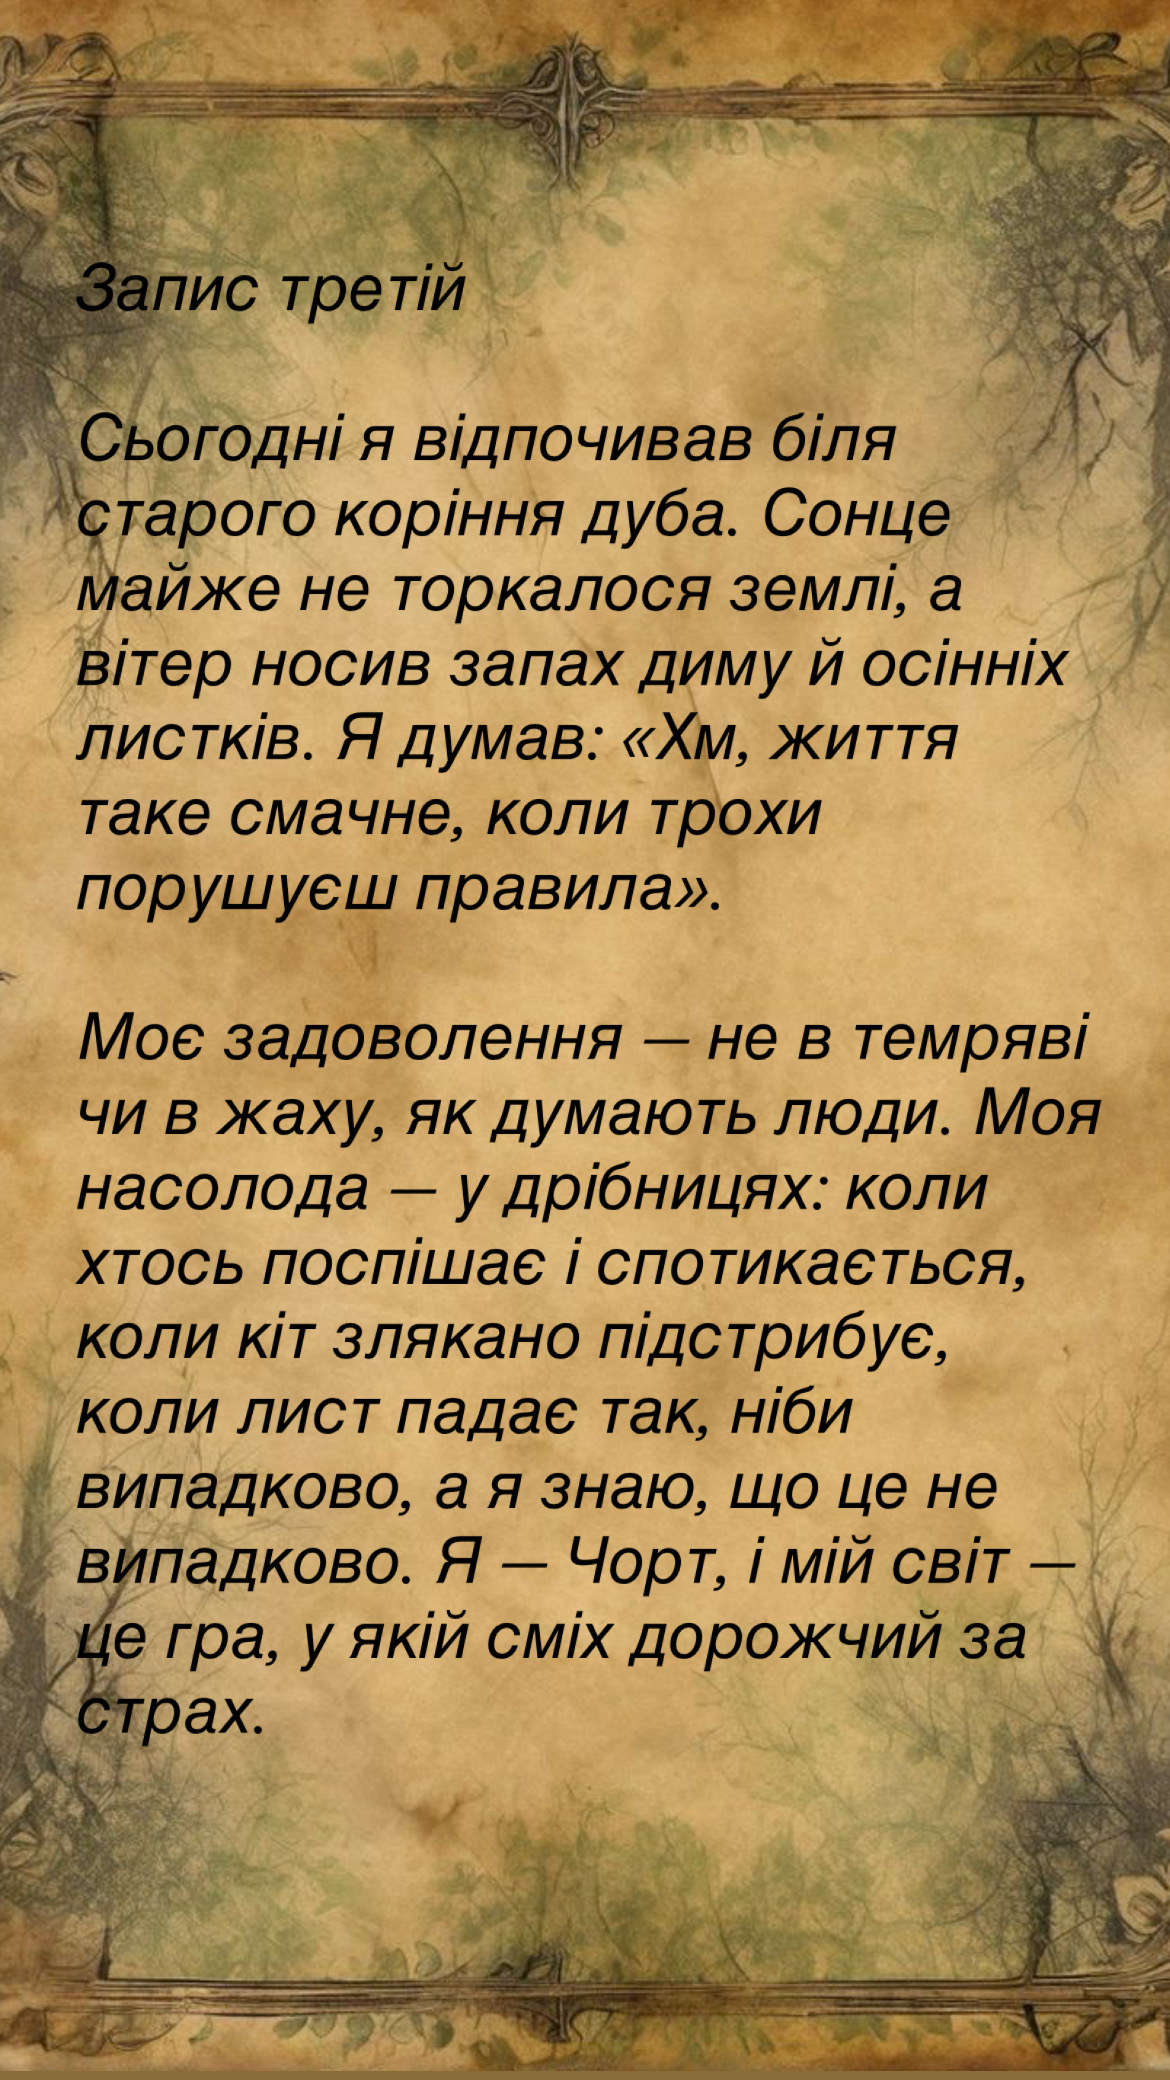 Запис третій
Сьогодні я відпочивав біля
старого коріння дуба. Сонце
майже не торкалося землі, а
вітер носив запах диму й осінніх
листків. Я думав: «Хм, життя
таке смачне, коли трохи
порушуєш правила».
Моє задоволення — не в темряві
чи в жаху, як думають люди. Моя
насолода — у дрібницях: коли
хтось поспішає і спотикається,
коли кіт злякано підстрибує,
коли лист падає так, ніби
випадково, а я знаю, що це не
випадково. Я — Чорт, і мій світ —
це гра, у якій сміх дорожчий за
страх.